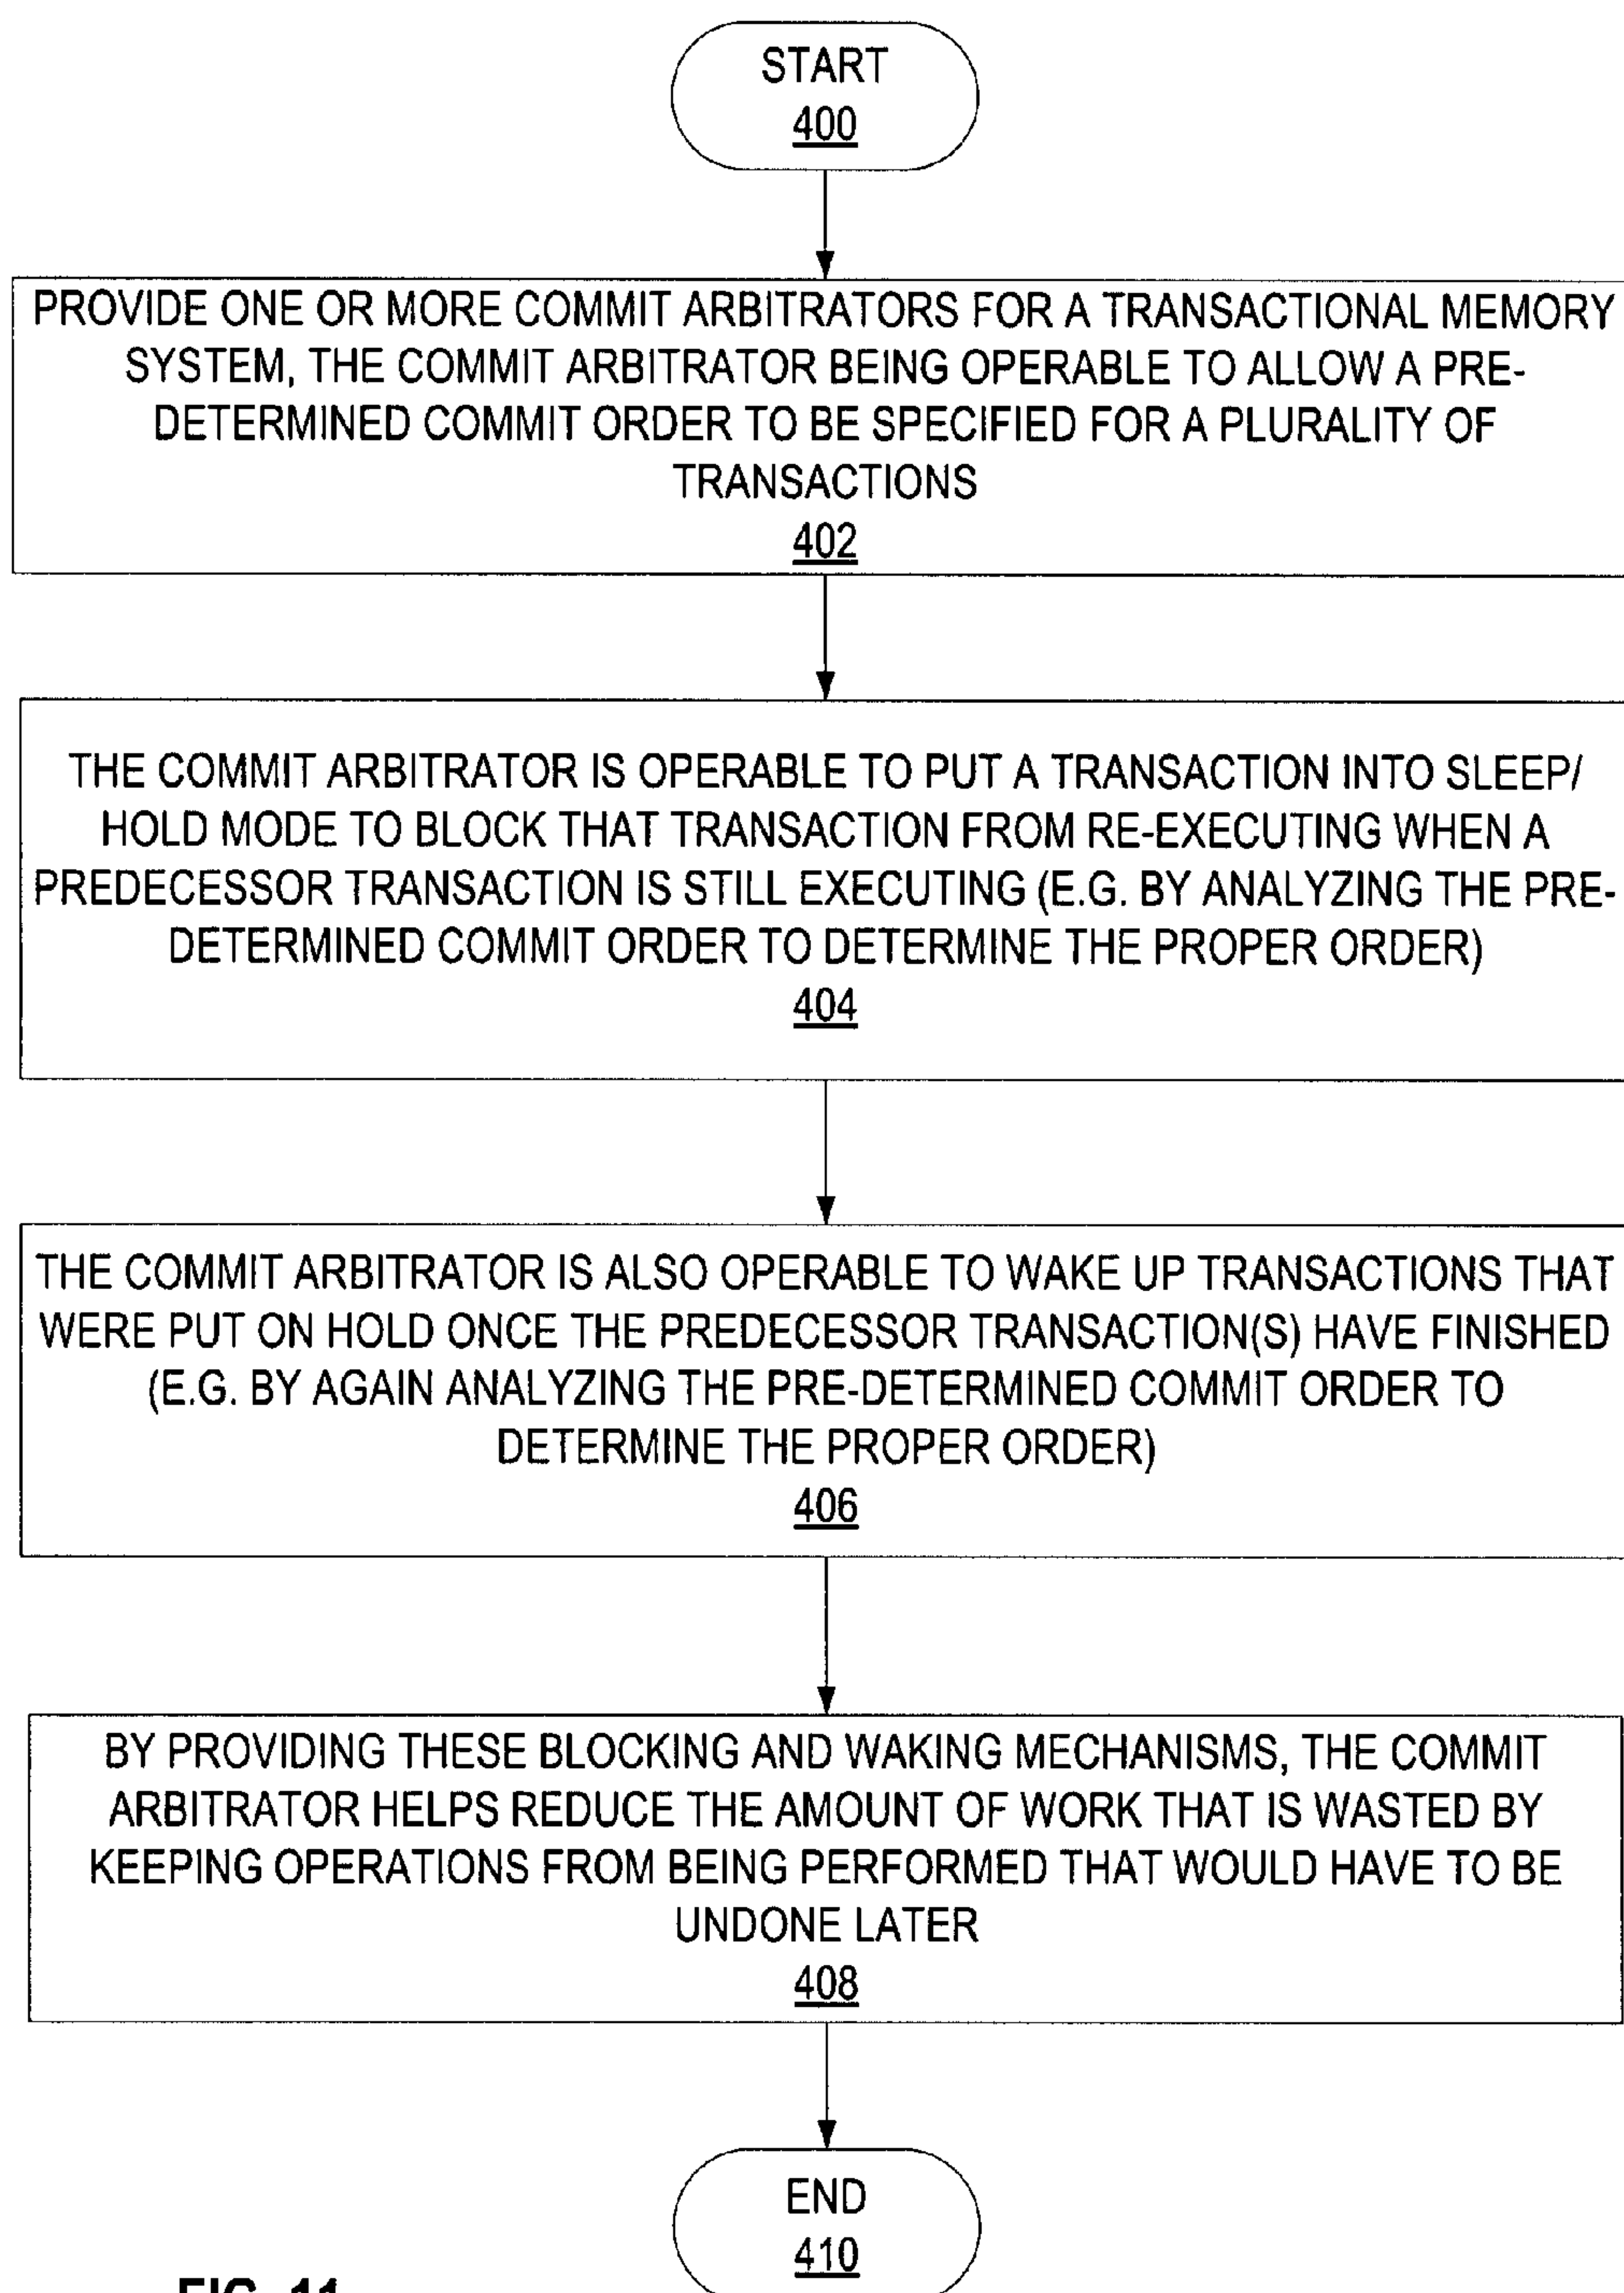 START
400
PROVIDE ONE OR MORE COMMIT ARBITRATORS FOR A TRANSACTIONAL MEMORY
SYSTEM, THE COMMIT ARBITRATOR BEING OPERABLE TO ALLOW A PRE-
DETERMINED COMMIT ORDER TO BE SPECIFIED FOR A PLURALITY OF
TRANSACTIONS
402
THE COMMIT ARBITRATOR IS OPERABLE TO PUT A TRANSACTION INTO SLEEP/
HOLD MODE TO BLOCK THAT TRANSACTION FROM RE-EXECUTING WHEN A
PREDECESSOR TRANSACTION IS STILL EXECUTING (E.G. BY ANALYZING THE PRE-
DETERMINED COMMIT ORDER TO DETERMINE THE PROPER ORDER)
404
THE COMMIT ARBITRATOR IS ALSO OPERABLE TO WAKE UP TRANSACTIONS THAT
WERE PUT ON HOLD ONCE THE PREDECESSOR TRANSACTION(S) HAVE FINISHED
(E.G. BY AGAIN ANALYZING THE PRE-DETERMINED COMMIT ORDER TO
DETERMINE THE PROPER ORDER)
406
BY PROVIDING THESE BLOCKING AND WAKING MECHANISMS, THE COMMIT
ARBITRATOR HELPS REDUCE THE AMOUNT OF WORK THAT IS WASTED BY
KEEPING OPERATIONS FROM BEING PERFORMED THAT WOULD HAVE TO BE
UNDONE LATER
408
END
410
FIG. 11